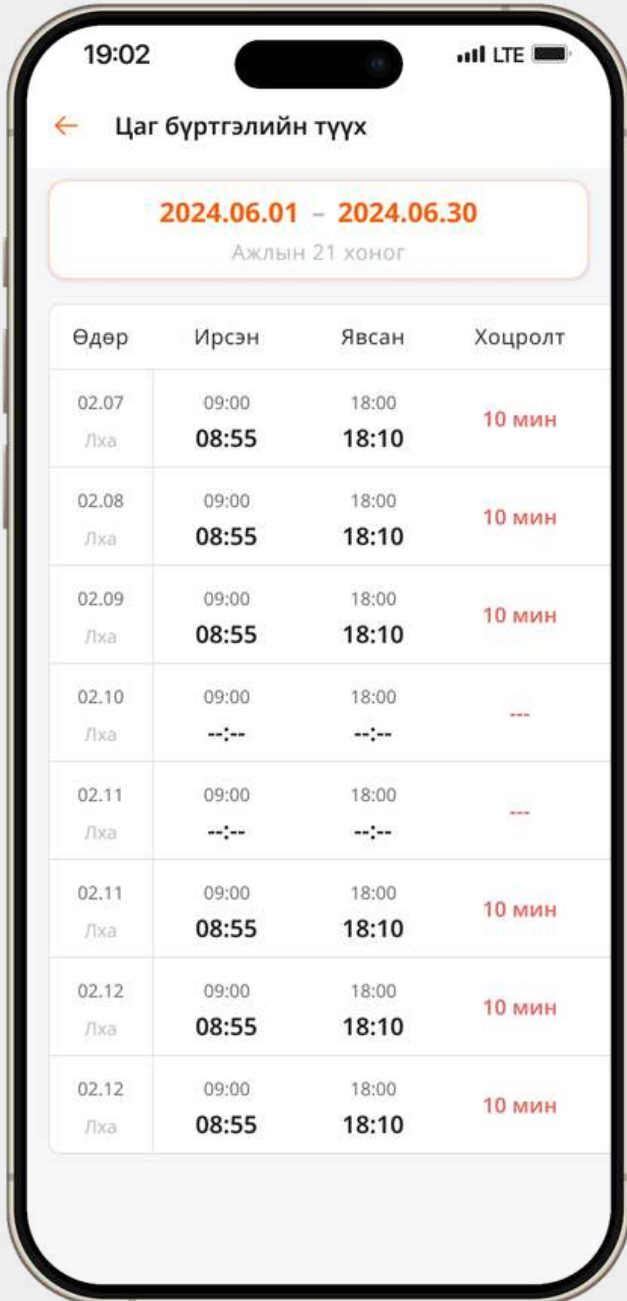 19:02 LTE
← Цаг бүртгэлийн түүх
2024.06.01 – 2024.06.30
Ажлын 21 хоног
Өдөр Ирсэн Явсан Хоцролт
02.07 09:00 18:00
Лха 08:55 18:10 10 мин
02.08 09:00 18:00
Лха 08:55 18:10 10 мин
02.09 09:00 18:00
Лха 08:55 18:10 10 мин
02.10 09:00 18:00
Лха --:-- --:-- ---
02.11 09:00 18:00
Лха --:-- --:-- ---
02.11 09:00 18:00
Лха 08:55 18:10 10 мин
02.12 09:00 18:00
Лха 08:55 18:10 10 мин
02.12 09:00 18:00
Лха 08:55 18:10 10 мин